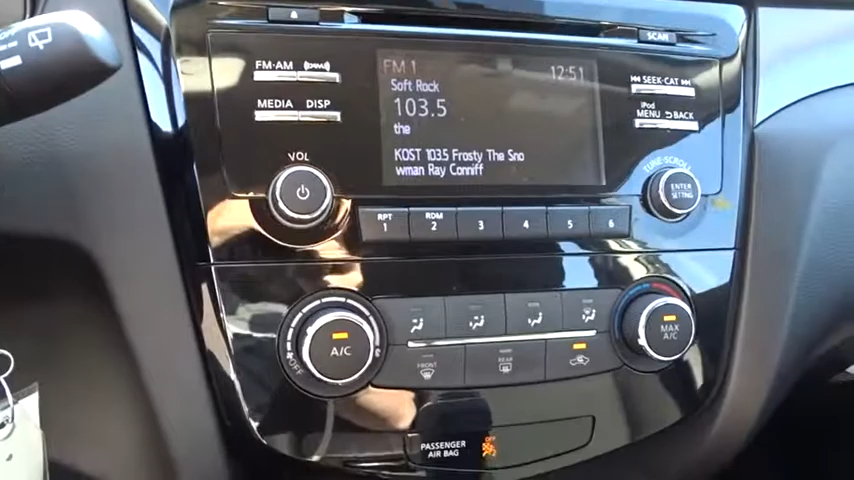 SCAN
FM·AM
MEDIA
DISP
FM 1
12:51
Soft Rock
103.5
the
KOST 1035 Frosty The Sno
wman Ray Conniff
SEEK·CAT
iPod
MENU
BACK
VOL
TUNE·SCROLL
ENTER
SETTING
RPT
1
RDM
2
3
4
5
6
A/C
OFF
FRONT
REAR
MAX
A/C
PASSENGER
AIR BAG
OFF